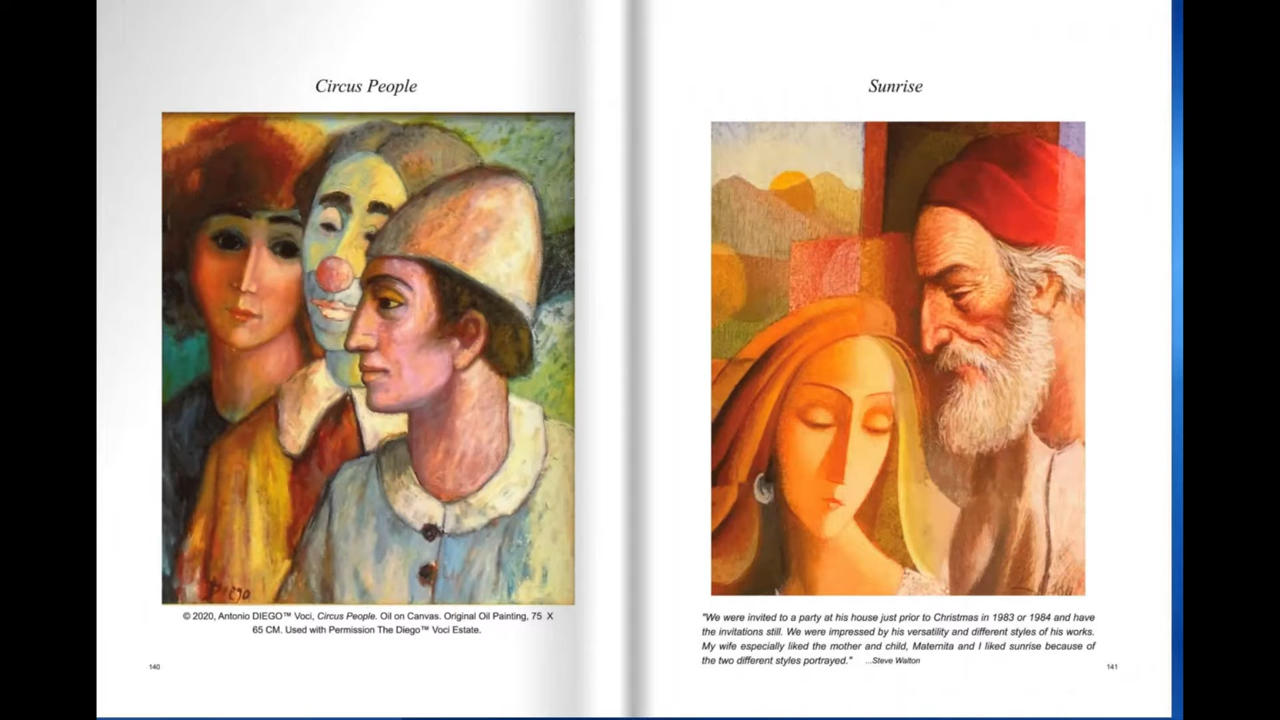 Circus People
Diego
© 2020, Antonio DIEGO™ Voci, Circus People. Oil on Canvas. Original Oil Painting, 75 X
65 CM. Used with Permission The Diego™ Voci Estate.
140
Sunrise
"We were invited to a party at his house just prior to Christmas in 1983 or 1984 and have
the invitations still. We were impressed by his versatility and different styles of his works.
My wife especially liked the mother and child, Maternita and I liked sunrise because of
the two different styles portrayed." ...Steve Walton
141